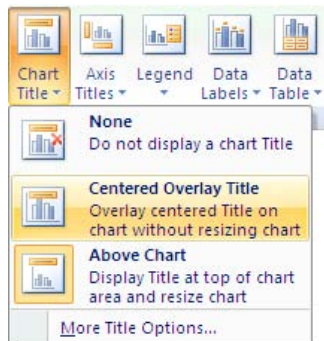 Chart Axis Legend Data Data
Title Titles Labels Table
None
Do not display a chart Title
Centered Overlay Title
Overlay centered Title on
chart without resizing chart
Above Chart
Display Title at top of chart
area and resize chart
More Title Options...